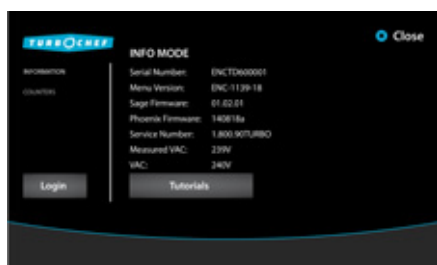 TURBOCHEF
Close
INFO MODE
INFORMATION
COUNTERS
Serial Number: ENCTD600001
Menu Version: ENC-1139-18
Sage Firmware: 01.02.01
Phoenix Firmware: 140818a
Service Number: 1.800.90TURBO
Measured VAC: 239V
VAC: 240V
Login
Tutorials